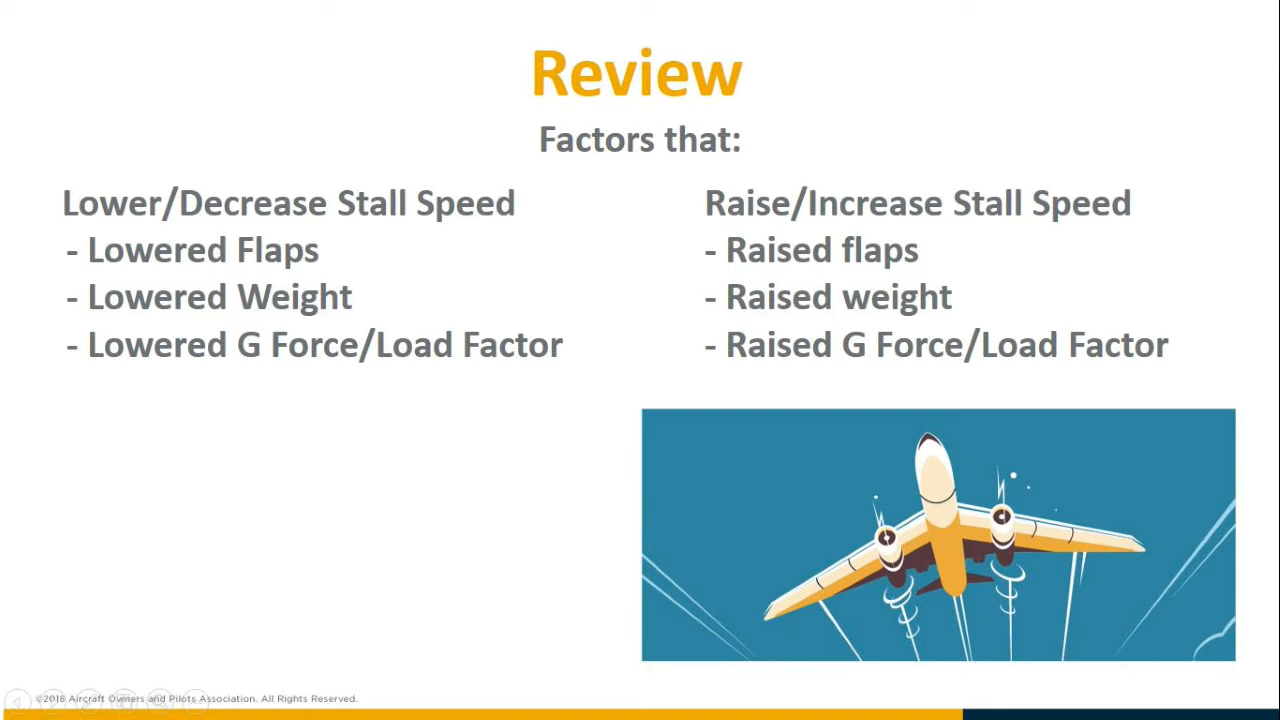 Review
Factors that:
Lower/Decrease Stall Speed
- Lowered Flaps
- Lowered Weight
- Lowered G Force/Load Factor
Raise/Increase Stall Speed
- Raised flaps
- Raised weight
- Raised G Force/Load Factor
©2018 Aircraft Owners and Pilots Association. All Rights Reserved.